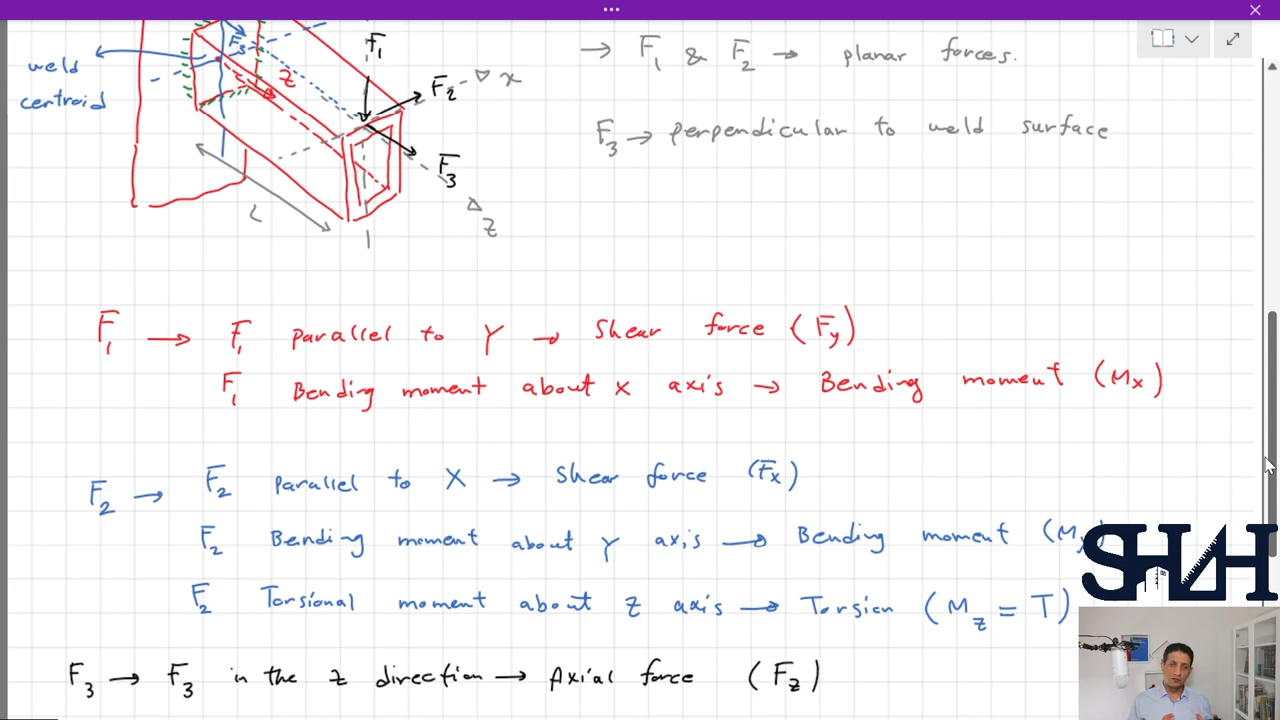 F1
F3
weld
centroid
z
F2
x
F3
L
z
→ F1 & F2 → planar forces.
F3 → perpendicular to weld surface
F1 → F1 parallel to Y → Shear force (Fy)
F1 Bending moment about x axis → Bending moment (Mx)
F2 → F2 parallel to X → Shear force (Fx)
F2 Bending moment about Y axis → Bending moment (My)
F2 Torsional moment about z axis → Torsion (Mz = T)
F3 → F3 in the z direction → Axial force (Fz)